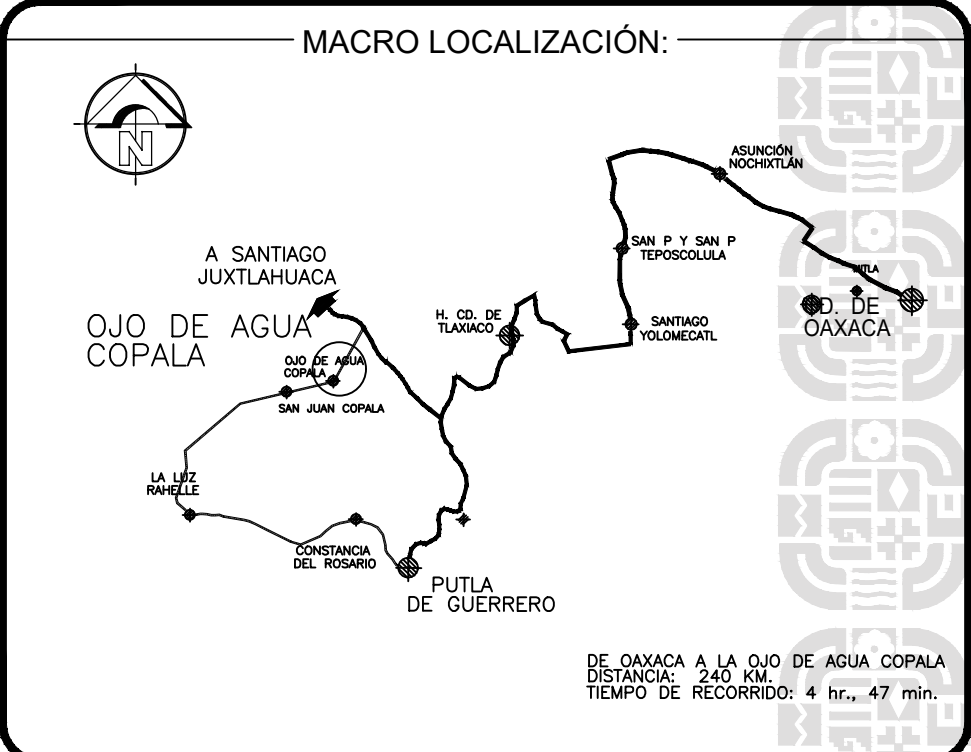 MACRO LOCALIZACIÓN:
N
ASUNCIÓN
NOCHIXTLÁN
SAN P Y SAN P
TEPOSCOLULA
A SANTIAGO
JUXTLAHUACA
H. CD. DE
TLAXIACO
SANTIAGO
YOLOMECATL
D. DE
OAXACA
OJO DE AGUA
COPALA
OJO DE AGUA
COPALA
SAN JUAN COPALA
LA LUZ
RAHELLE
CONSTANCIA
DEL ROSARIO
PUTLA
DE GUERRERO
DE OAXACA A LA OJO DE AGUA COPALA
DISTANCIA: 240 KM.
TIEMPO DE RECORRIDO: 4 hr., 47 min.